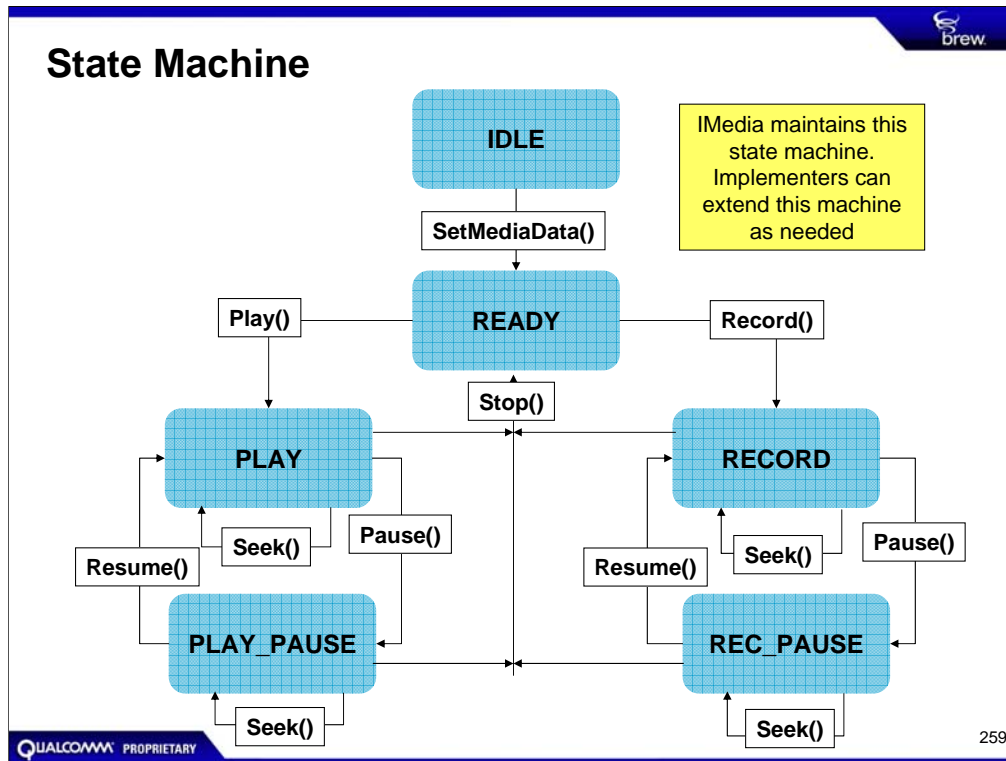 brew.
State Machine
IDLE
IMedia maintains this
state machine.
Implementers can
extend this machine
as needed
SetMediaData()
READY
Play()
Record()
Stop()
PLAY
RECORD
Seek()
Pause()
Resume()
Seek()
Pause()
Resume()
PLAY_PAUSE
REC_PAUSE
Seek()
Seek()
QUALCOMM PROPRIETARY
259